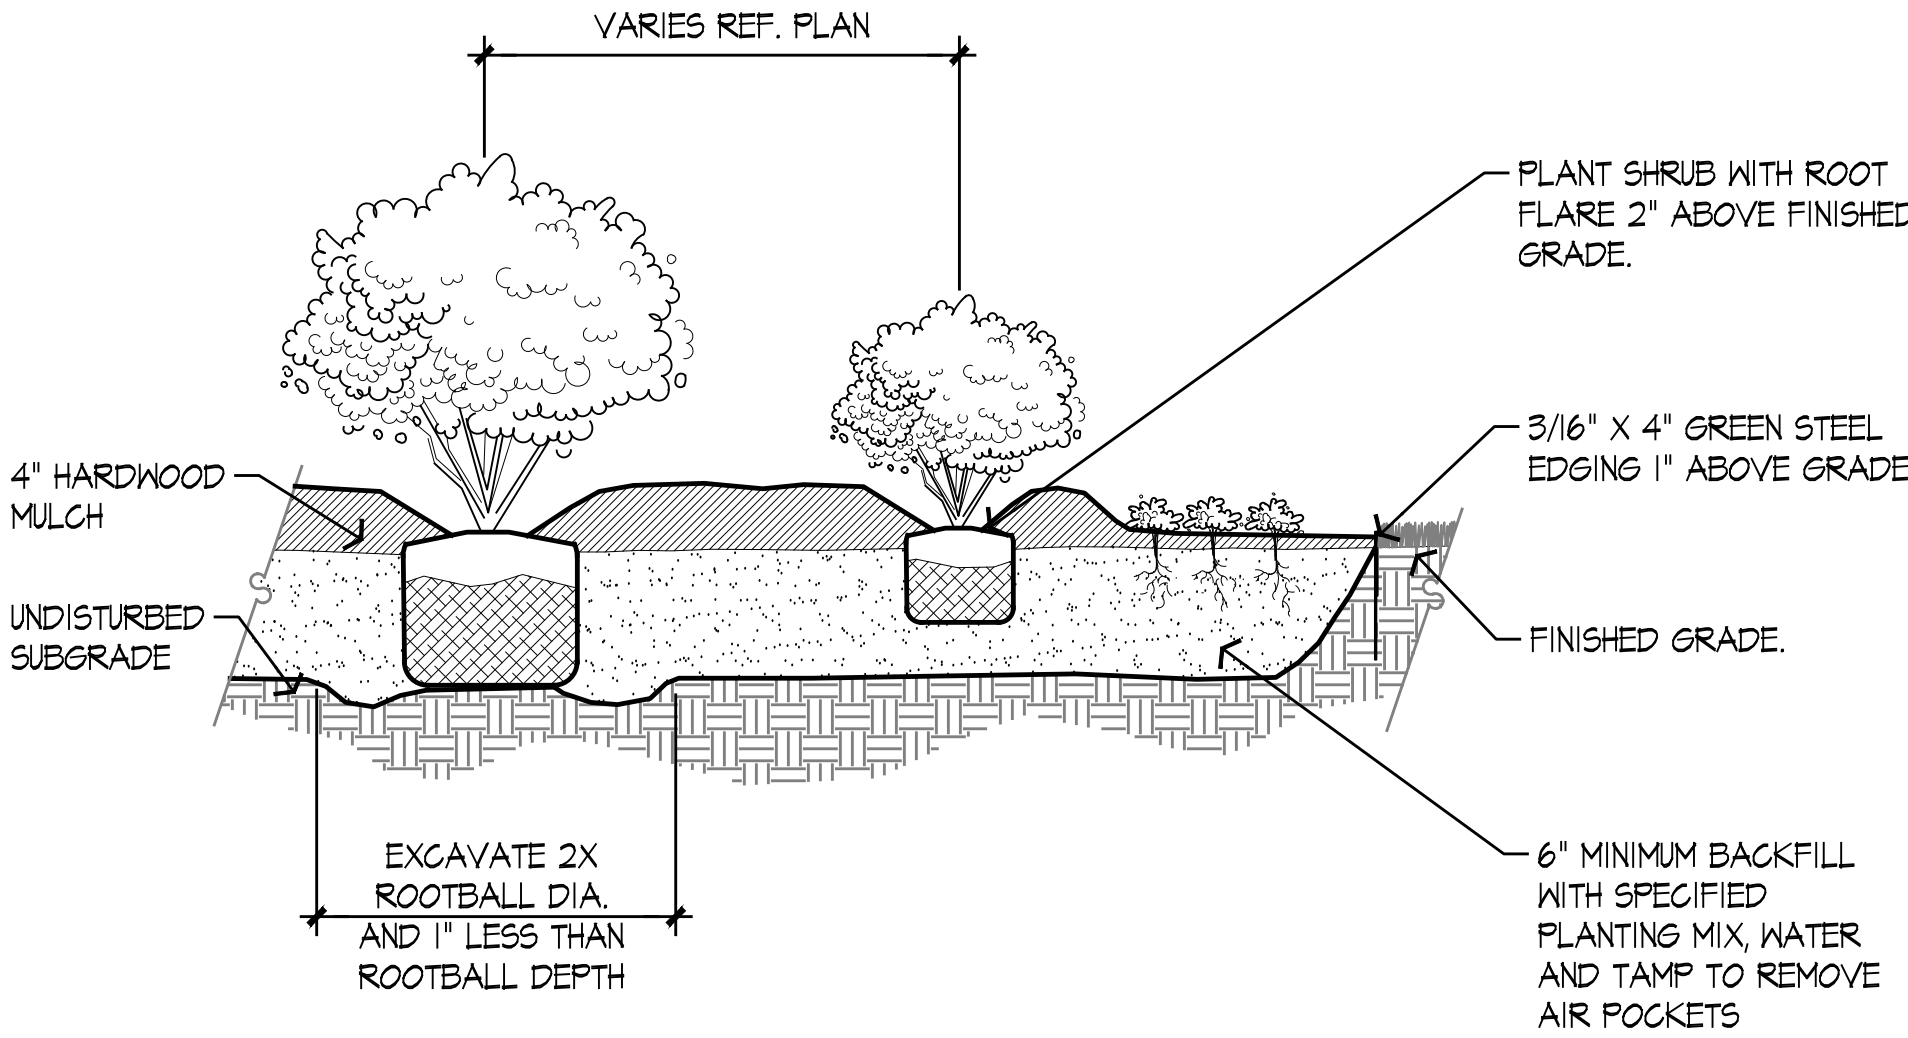 VARIES REF. PLAN
PLANT SHRUB WITH ROOT
FLARE 2" ABOVE FINISHED
GRADE.
3/16" X 4" GREEN STEEL
EDGING 1" ABOVE GRADE
4" HARDWOOD
MULCH
UNDISTURBED
SUBGRADE
FINISHED GRADE.
EXCAVATE 2X
ROOTBALL DIA.
AND 1" LESS THAN
ROOTBALL DEPTH
6" MINIMUM BACKFILL
WITH SPECIFIED
PLANTING MIX, WATER
AND TAMP TO REMOVE
AIR POCKETS